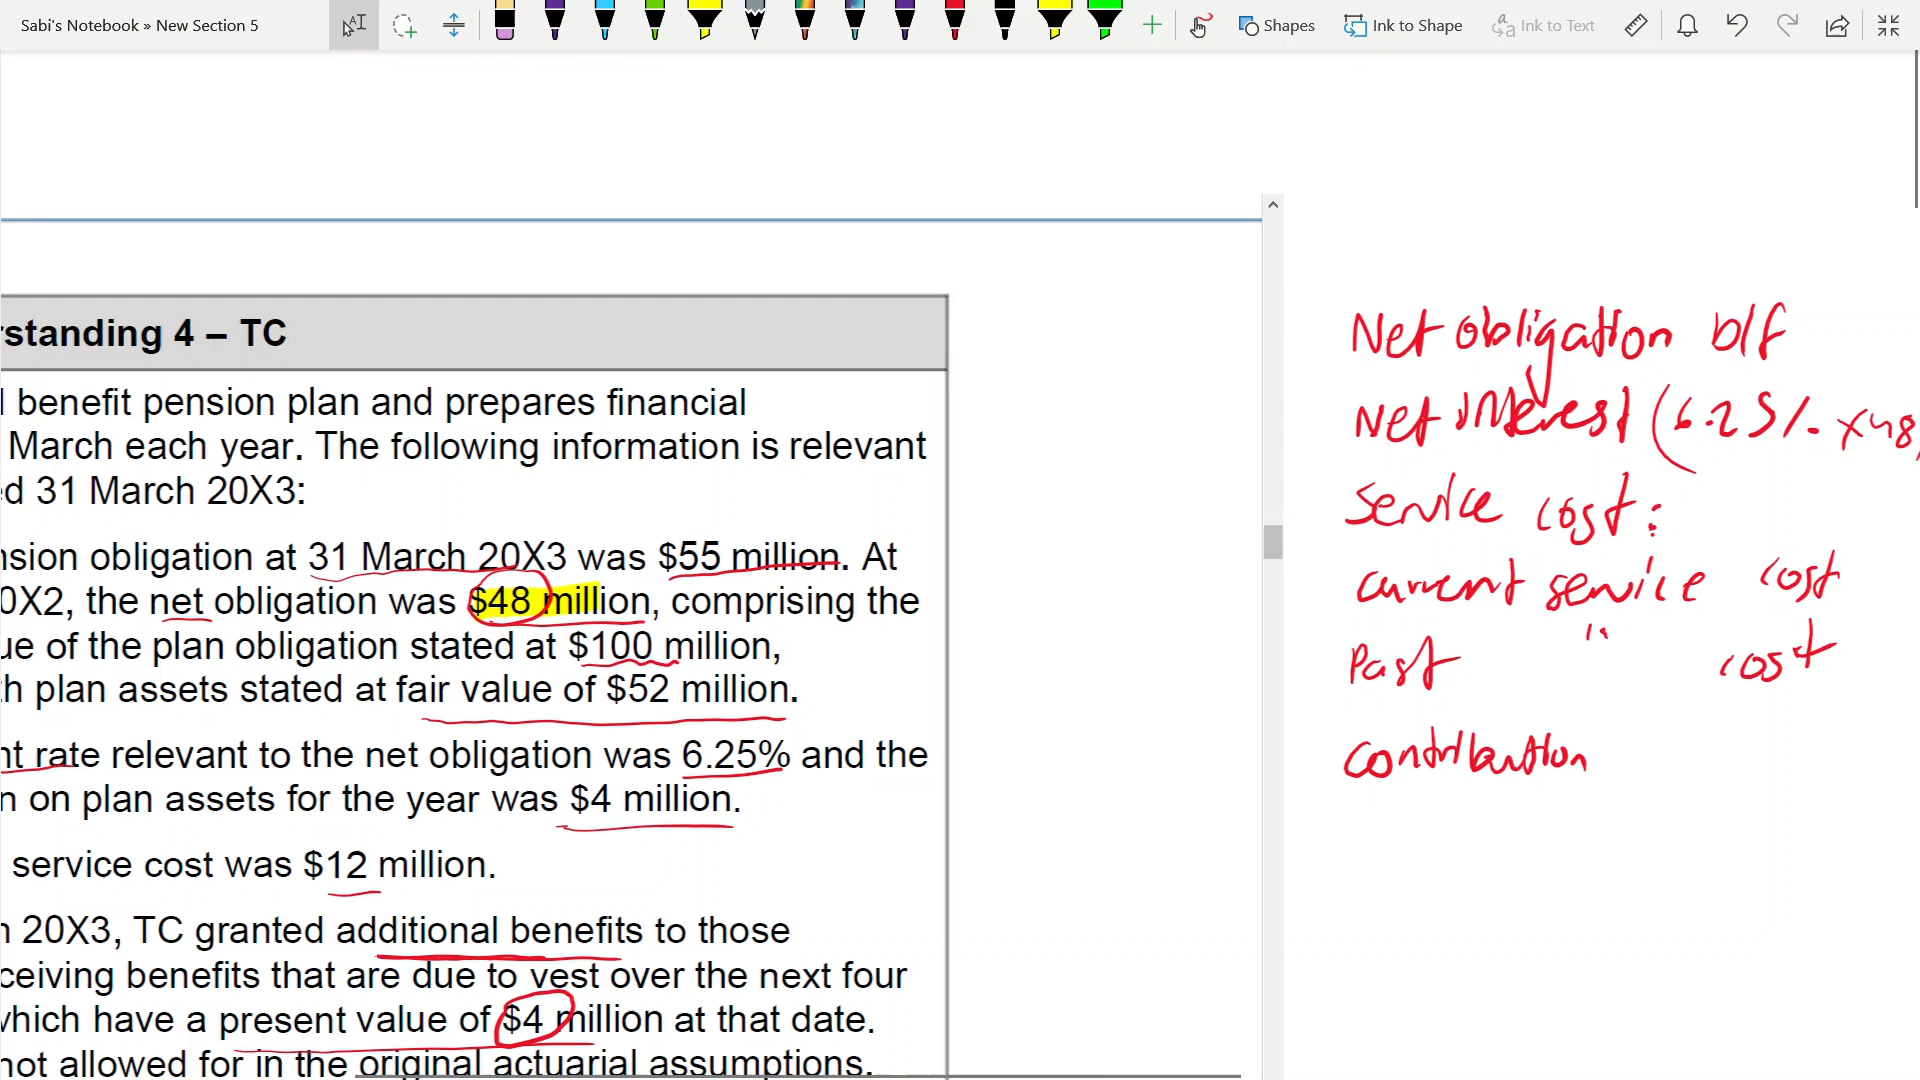 Sabi's Notebook » New Section 5
Shapes
Ink to Shape
Ink to Text
rstanding 4 – TC
l benefit pension plan and prepares financial
March each year. The following information is relevant
ed 31 March 20X3:
nsion obligation at 31 March 20X3 was $55 million. At
0X2, the net obligation was $48 million, comprising the
ue of the plan obligation stated at $100 million,
th plan assets stated at fair value of $52 million.
nt rate relevant to the net obligation was 6.25% and the
n on plan assets for the year was $4 million.
service cost was $12 million.
h 20X3, TC granted additional benefits to those
ceiving benefits that are due to vest over the next four
which have a present value of $4 million at that date.
not allowed for in the original actuarial assumptions.
Net obligation b/f
Net interest (6.25% x48)
Service cost:
current service cost
Past " cost
contribution